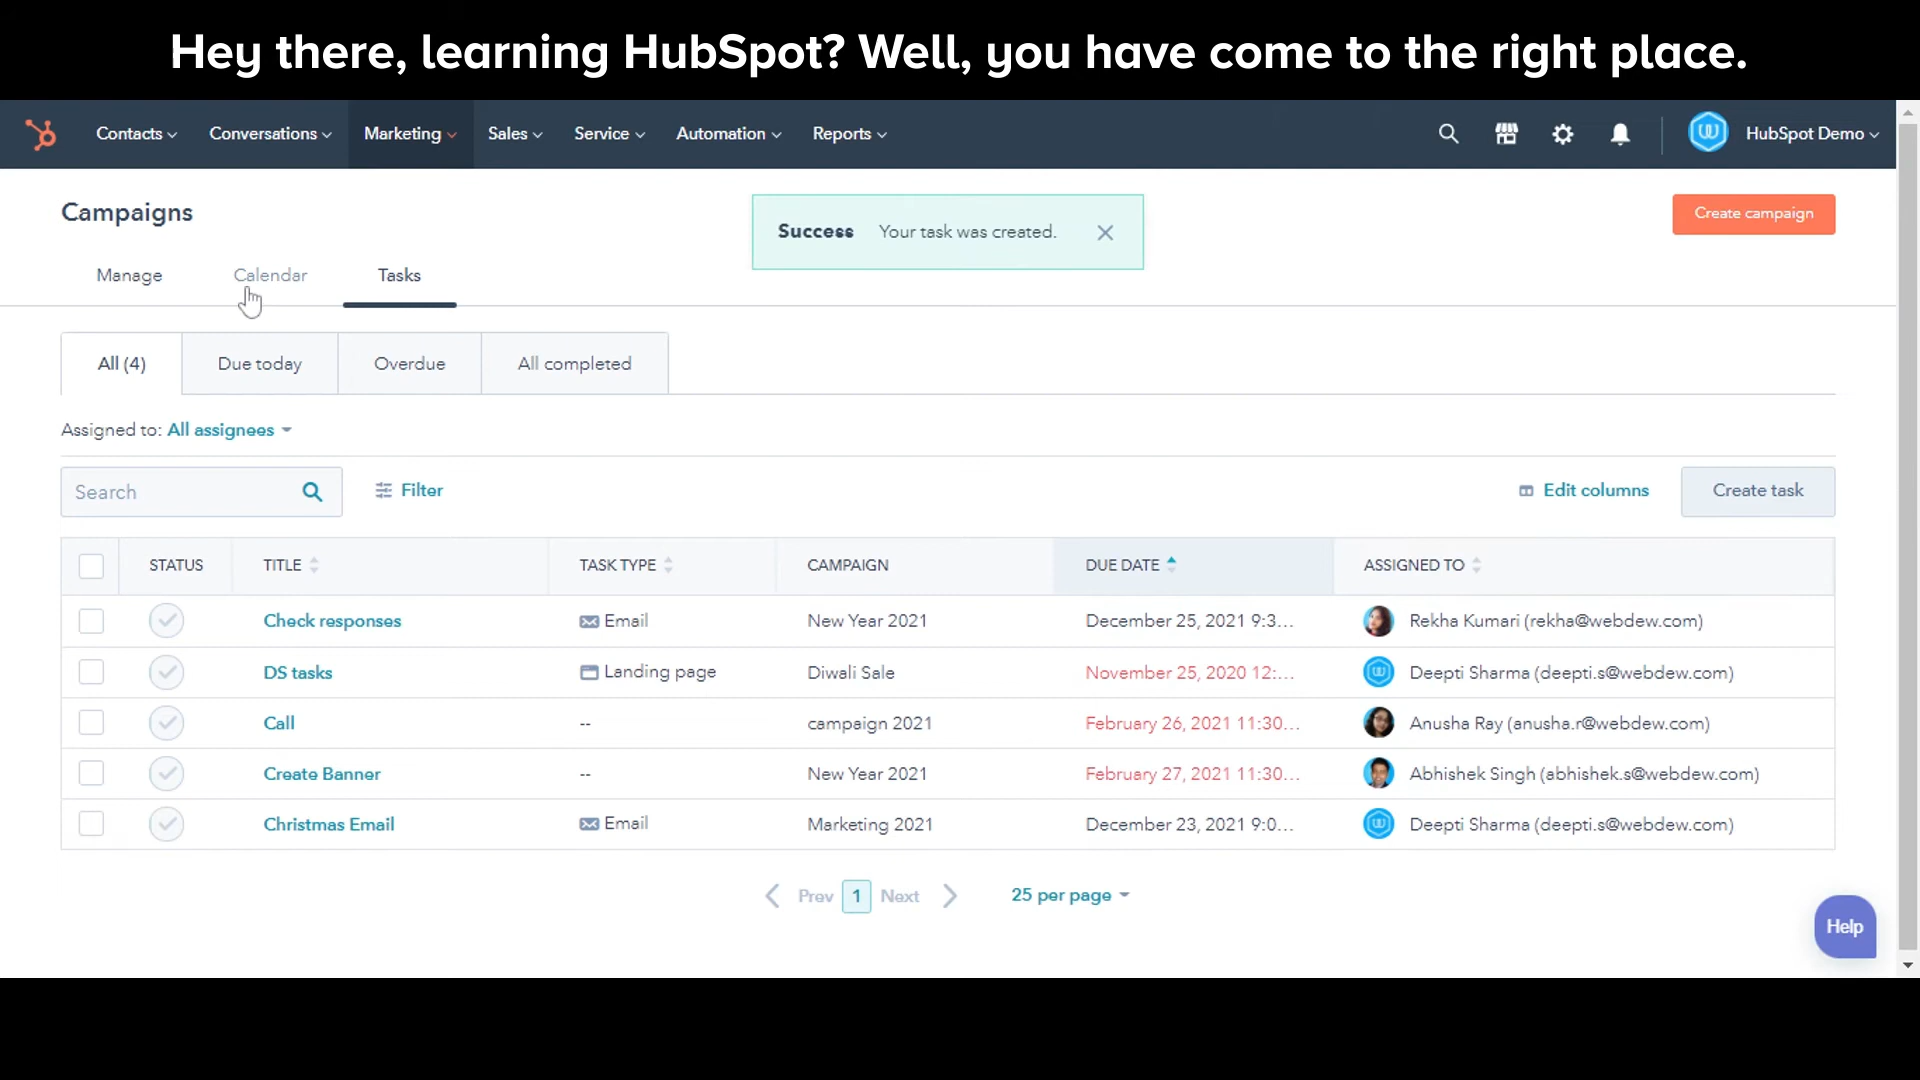 Hey there, learning HubSpot? Well, you have come to the right place.
Contacts Conversations Marketing Sales Service Automation Reports HubSpot Demo
Campaigns
Success Your task was created.
Create campaign
Manage Calendar Tasks
All (4) Due today Overdue All completed
Assigned to: All assignees
Search Filter Edit columns Create task
STATUS TITLE TASK TYPE CAMPAIGN DUE DATE ASSIGNED TO
Check responses Email New Year 2021 December 25, 2021 9:3... Rekha Kumari (rekha@webdew.com)
DS tasks Landing page Diwali Sale November 25, 2020 12:... Deepti Sharma (deepti.s@webdew.com)
Call -- campaign 2021 February 26, 2021 11:30... Anusha Ray (anusha.r@webdew.com)
Create Banner -- New Year 2021 February 27, 2021 11:30... Abhishek Singh (abhishek.s@webdew.com)
Christmas Email Email Marketing 2021 December 23, 2021 9:0... Deepti Sharma (deepti.s@webdew.com)
Prev 1 Next 25 per page
Help